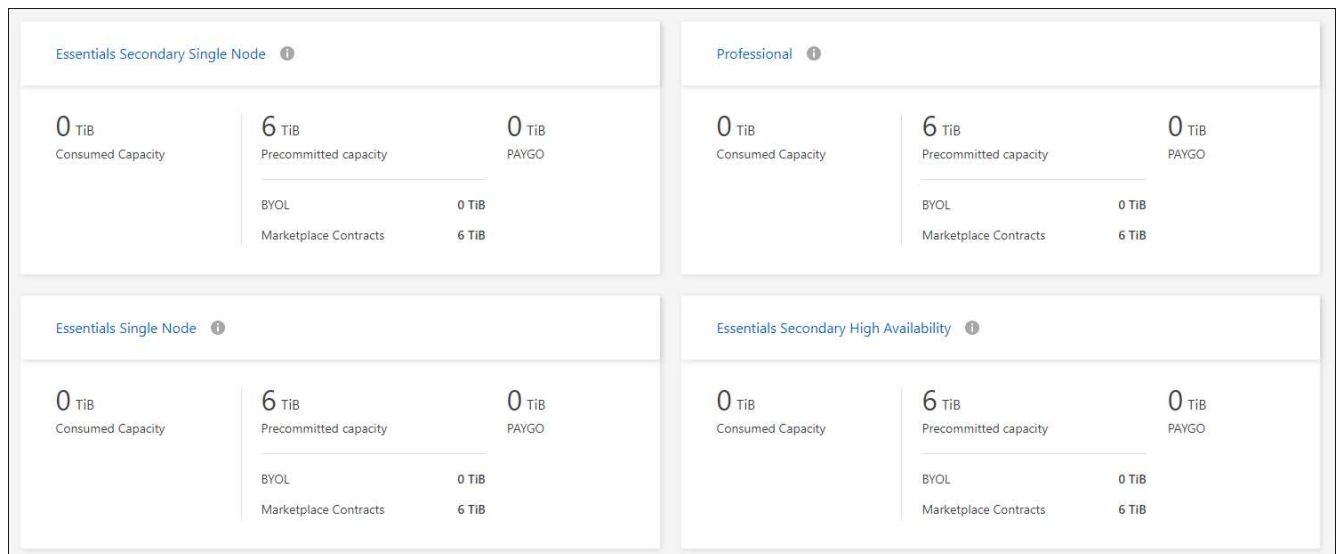 Essentials Secondary Single Node
0 TiB
Consumed Capacity
6 TiB
Precommitted capacity
0 TiB
PAYGO
BYOL 0 TiB
Marketplace Contracts 6 TiB
Professional
0 TiB
Consumed Capacity
6 TiB
Precommitted capacity
0 TiB
PAYGO
BYOL 0 TiB
Marketplace Contracts 6 TiB
Essentials Single Node
0 TiB
Consumed Capacity
6 TiB
Precommitted capacity
0 TiB
PAYGO
BYOL 0 TiB
Marketplace Contracts 6 TiB
Essentials Secondary High Availability
0 TiB
Consumed Capacity
6 TiB
Precommitted capacity
0 TiB
PAYGO
BYOL 0 TiB
Marketplace Contracts 6 TiB